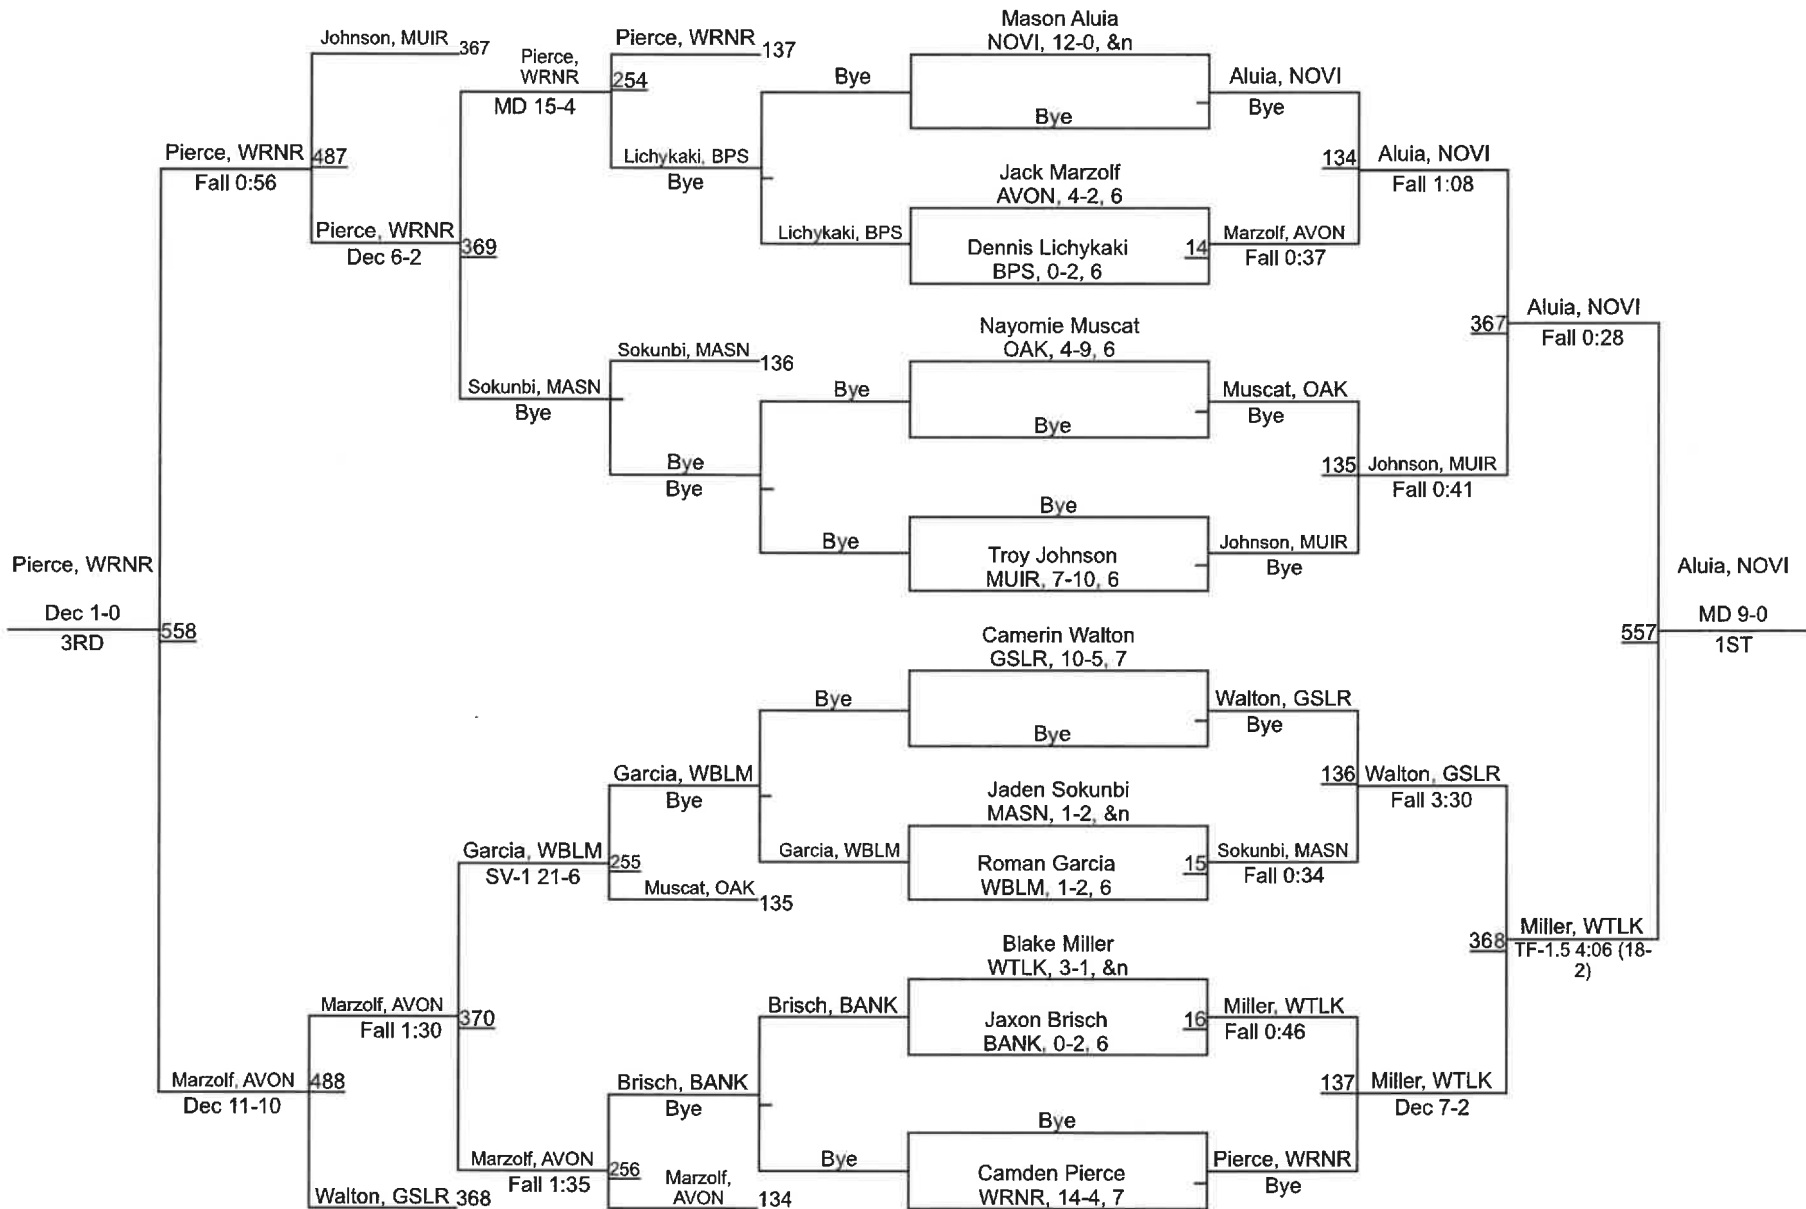 Johnson, MUIR 367
Pierce, WRNR 487
Fall 0:56
Pierce, WRNR
Dec 6-2
369
Pierce,
WRNR
MD 15-4
254
Pierce, WRNR 137
Lichykaki, BPS
Bye
Sokunbi, MASN
Bye
Sokunbi, MASN 136
Bye
Bye
Bye
Lichykaki, BPS
Bye
Bye
Mason Aluia
NOVI, 12-0, &n
Bye
Aluia, NOVI
Bye
Jack Marzolf
AVON, 4-2, 6
Dennis Lichykaki
BPS, 0-2, 6
14
Marzolf, AVON
Fall 0:37
134
Aluia, NOVI
Fall 1:08
Nayomie Muscat
OAK, 4-9, 6
Bye
Muscat, OAK
Bye
Bye
Troy Johnson
MUIR, 7-10, 6
Johnson, MUIR
Bye
135
Johnson, MUIR
Fall 0:41
367
Aluia, NOVI
Fall 0:28
Pierce, WRNR
Dec 1-0
3RD
558
Aluia, NOVI
MD 9-0
1ST
557
Camerin Walton
GSLR, 10-5, 7
Bye
Bye
Walton, GSLR
Bye
Garcia, WBLM
Bye
Garcia, WBLM
Jaden Sokunbi
MASN, 1-2, &n
Roman Garcia
WBLM, 1-2, 6
15
Sokunbi, MASN
Fall 0:34
136
Walton, GSLR
Fall 3:30
Garcia, WBLM
SV-1 21-6
255
Muscat, OAK
135
Blake Miller
WTLK, 3-1, &n
Jaxon Brisch
BANK, 0-2, 6
16
Miller, WTLK
Fall 0:46
Brisch, BANK
Brisch, BANK
Bye
Bye
Bye
Camden Pierce
WRNR, 14-4, 7
Pierce, WRNR
Bye
137
Miller, WTLK
Dec 7-2
368
Miller, WTLK
TF-1.5 4:06 (18-
2)
Marzolf, AVON
Fall 1:30
370
Marzolf, AVON
Dec 11-10
488
Marzolf, AVON
Fall 1:35
256
Marzolf,
AVON
134
Walton, GSLR 368